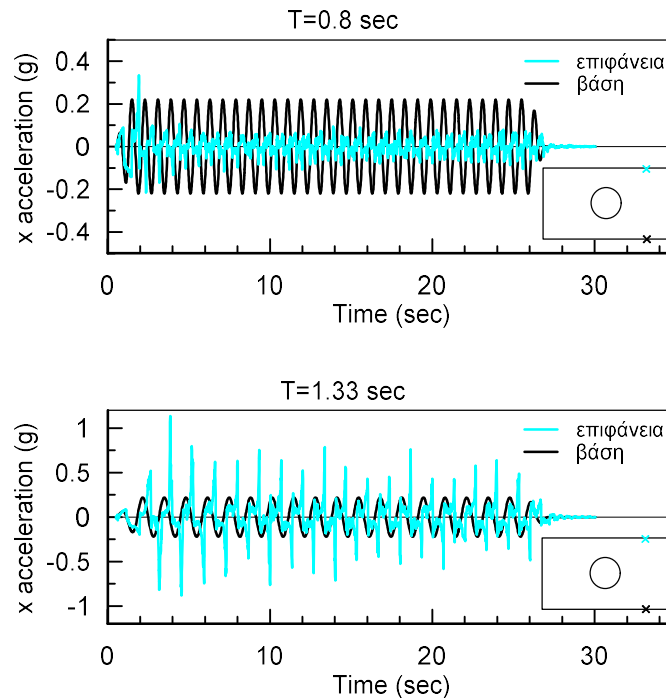 T=0.8 sec
επιφάνεια
βάση
x acceleration (g)
0.4
0.2
0
-0.2
-0.4
0 10 20 30
Time (sec)
T=1.33 sec
επιφάνεια
βάση
x acceleration (g)
1
0.5
0
-0.5
-1
0 10 20 30
Time (sec)